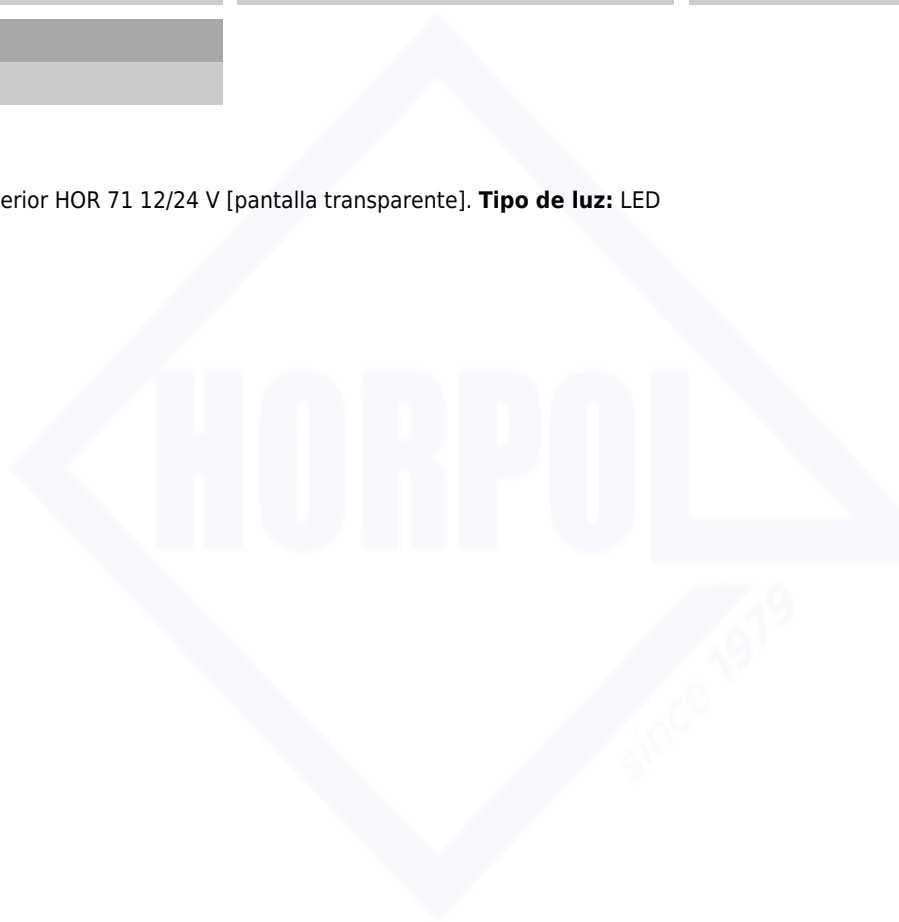 erior HOR 71 12/24 V [pantalla transparente]. Tipo de luz: LED
HORPOL
since 1979